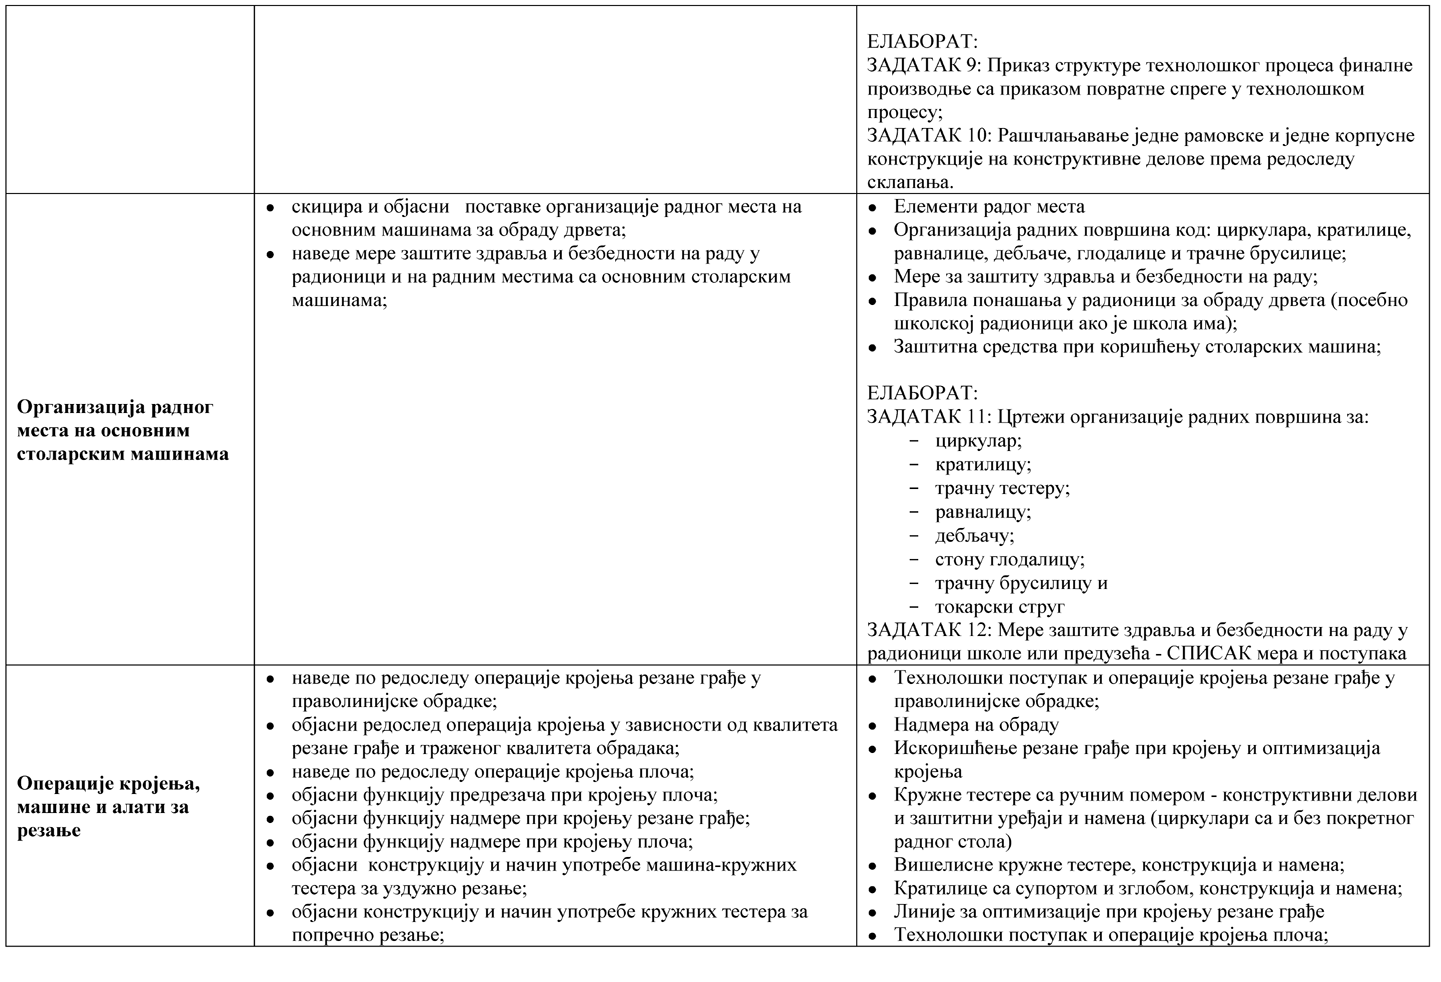 ЕЛАБОРАТ:
ЗАДАТАК 9: Приказ структуре технолошког процеса финалне
производње са приказом повратне спреге у технолошком
процесу;
ЗАДАТАК 10: Рашчлањавање једне рамовске и једне корпусне
конструкције на конструктивне делове према редоследу
склапања.
Организација радног
места на основним
столарским машинама
● скицира и објасни   поставке организације радног места на
основним машинама за обраду дрвета;
● наведе мере заштите здравља и безбедности на раду у
радионици и на радним местима са основним столарским
машинама;
● Елементи радог места
● Организација радних површина код: циркулара, кратилице,
равналице, дебљаче, глодалице и трачне брусилице;
● Мере за заштиту здравља и безбедности на раду;
● Правила понашања у радионици за обраду дрвета (посебно
школској радионици ако је школа има);
● Заштитна средства при коришћењу столарских машина;
ЕЛАБОРАТ:
ЗАДАТАК 11: Цртежи организације радних површина за:
− циркулар;
− кратилицу;
− трачну тестеру;
− равналицу;
− дебљачу;
− стону глодалицу;
− трачну брусилицу и
− токарски струг
ЗАДАТАК 12: Мере заштите здравља и безбедности на раду у
радионици школе или предузећа - СПИСАК мера и поступака
Операције кројења,
машине и алати за
резање
● наведе по редоследу операције кројења резане грађе у
праволинијске обрадке;
● објасни редослед операција кројења у зависности од квалитета
резане грађе и траженог квалитета обрадака;
● наведе по редоследу операције кројења плоча;
● објасни функцију предрезача при кројењу плоча;
● објасни функцију надмере при кројењу резане грађе;
● објасни функцију надмере при кројењу плоча;
● објасни  конструкцију и начин употребе машина-кружних
тестера за уздужно резање;
● објасни конструкцију и начин употребе кружних тестера за
попречно резање;
● Технолошки поступак и операције кројења резане грађе у
праволинијске обрадке;
● Надмера на обраду
● Искоришћење резане грађе при кројењу и оптимизација
кројења
● Кружне тестере са ручним помером - конструктивни делови
и заштитни уређаји и намена (циркулари са и без покретног
радног стола)
● Вишелисне кружне тестере, конструкција и намена;
● Кратилице са супортом и зглобом, конструкција и намена;
● Линије за оптимизације при кројењу резане грађе
● Технолошки поступак и операције кројења плоча;